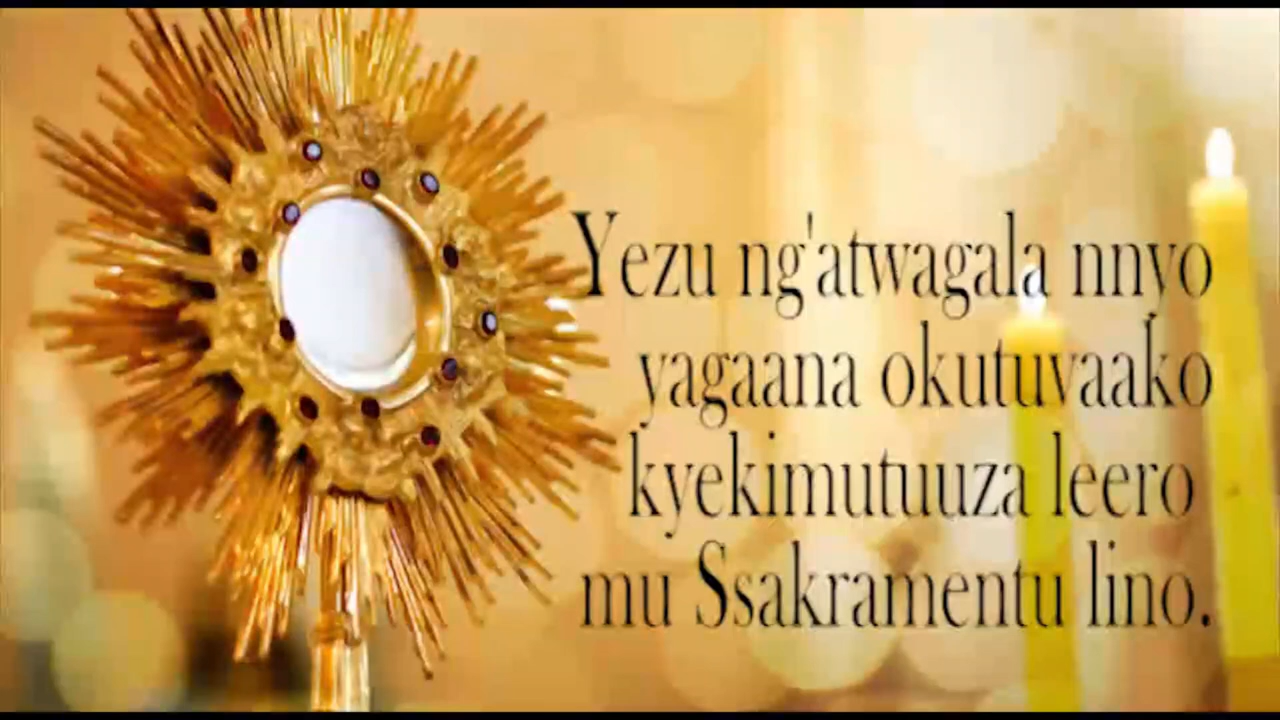 Yezu ng'atwagala nnyo
yagaana okutuvaako
kyekimutuuza leero
mu Ssakramentu lino.